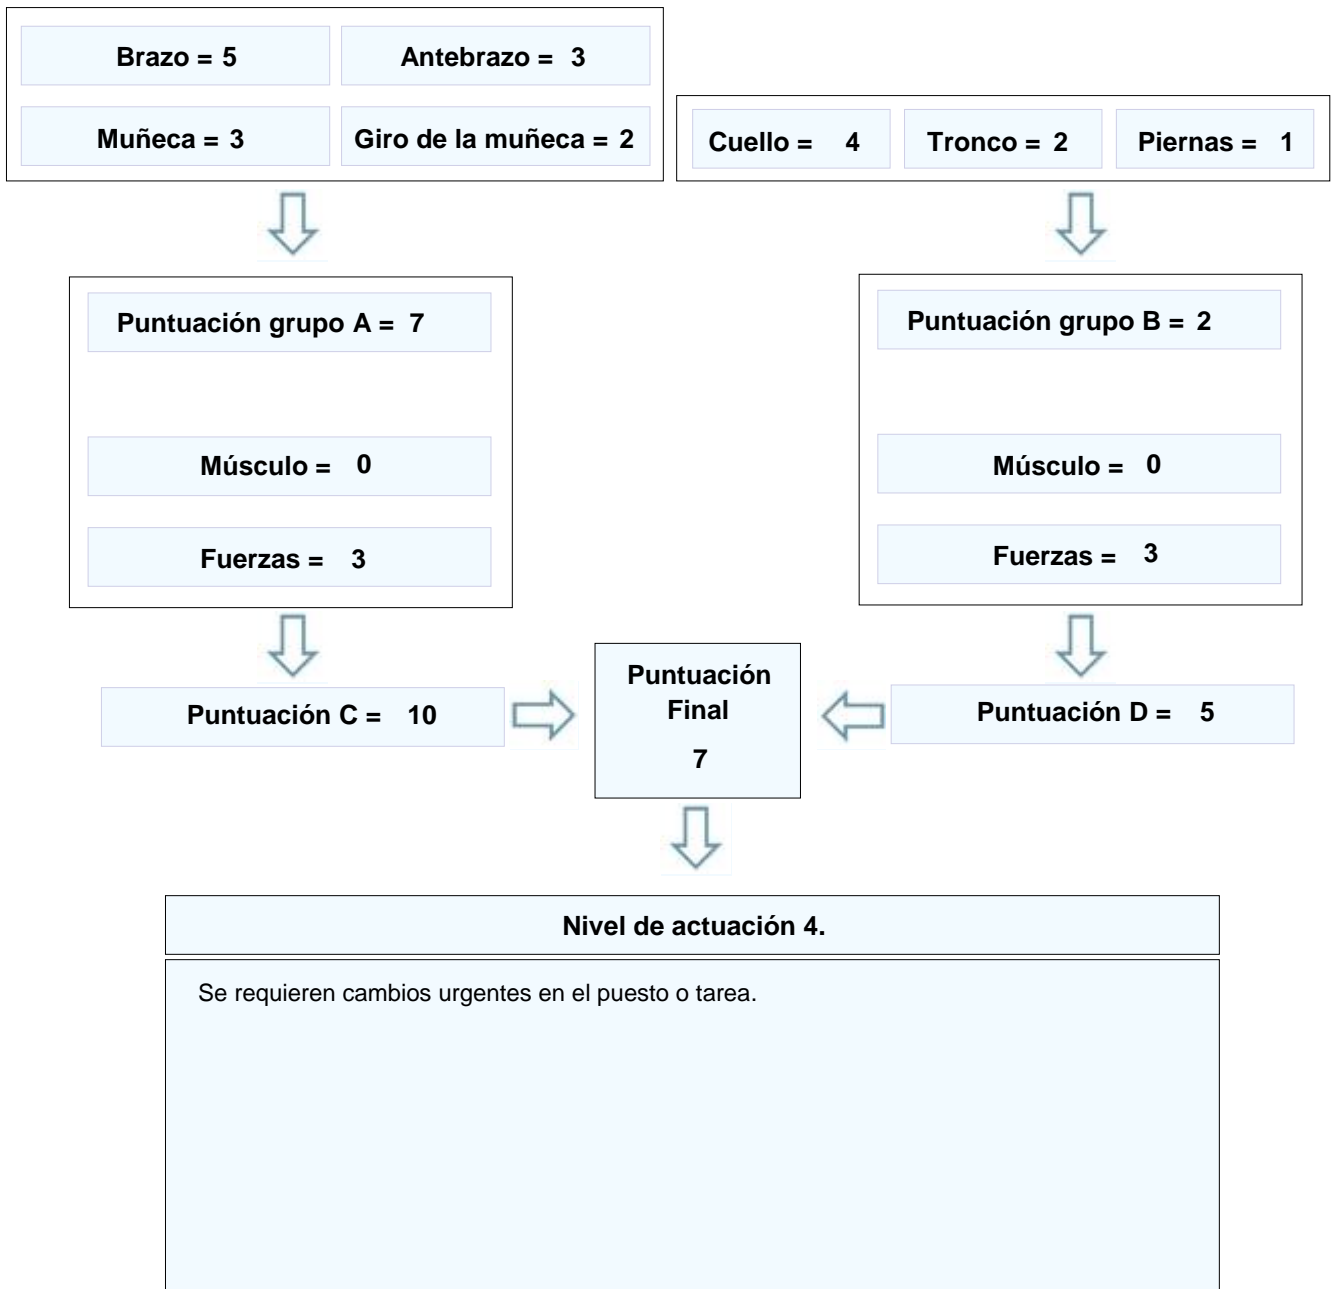 Brazo = 5
Antebrazo = 3
Muñeca = 3
Giro de la muñeca = 2
Cuello = 4
Tronco = 2
Piernas = 1
Puntuación grupo A = 7
Músculo = 0
Fuerzas = 3
Puntuación grupo B = 2
Músculo = 0
Fuerzas = 3
Puntuación C = 10
Puntuación
Final
7
Puntuación D = 5
Nivel de actuación 4.
Se requieren cambios urgentes en el puesto o tarea.